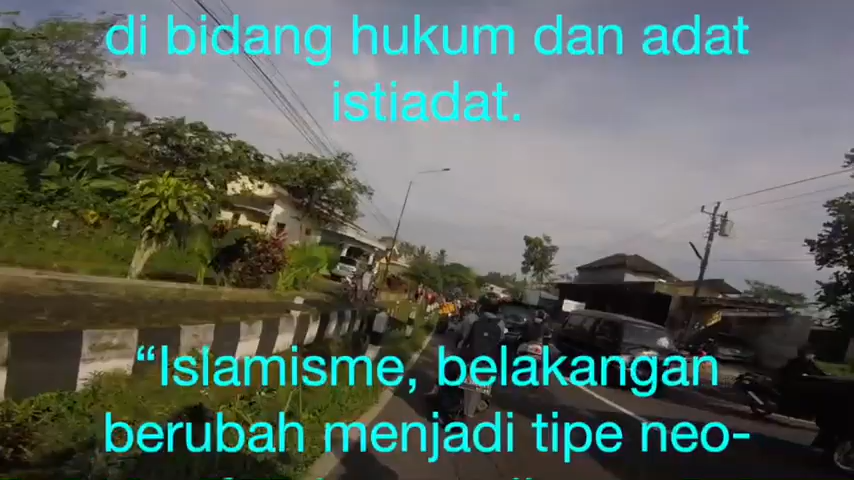 di bidang hukum dan adat
istiadat.
“Islamisme, belakangan
berubah menjadi tipe neo-